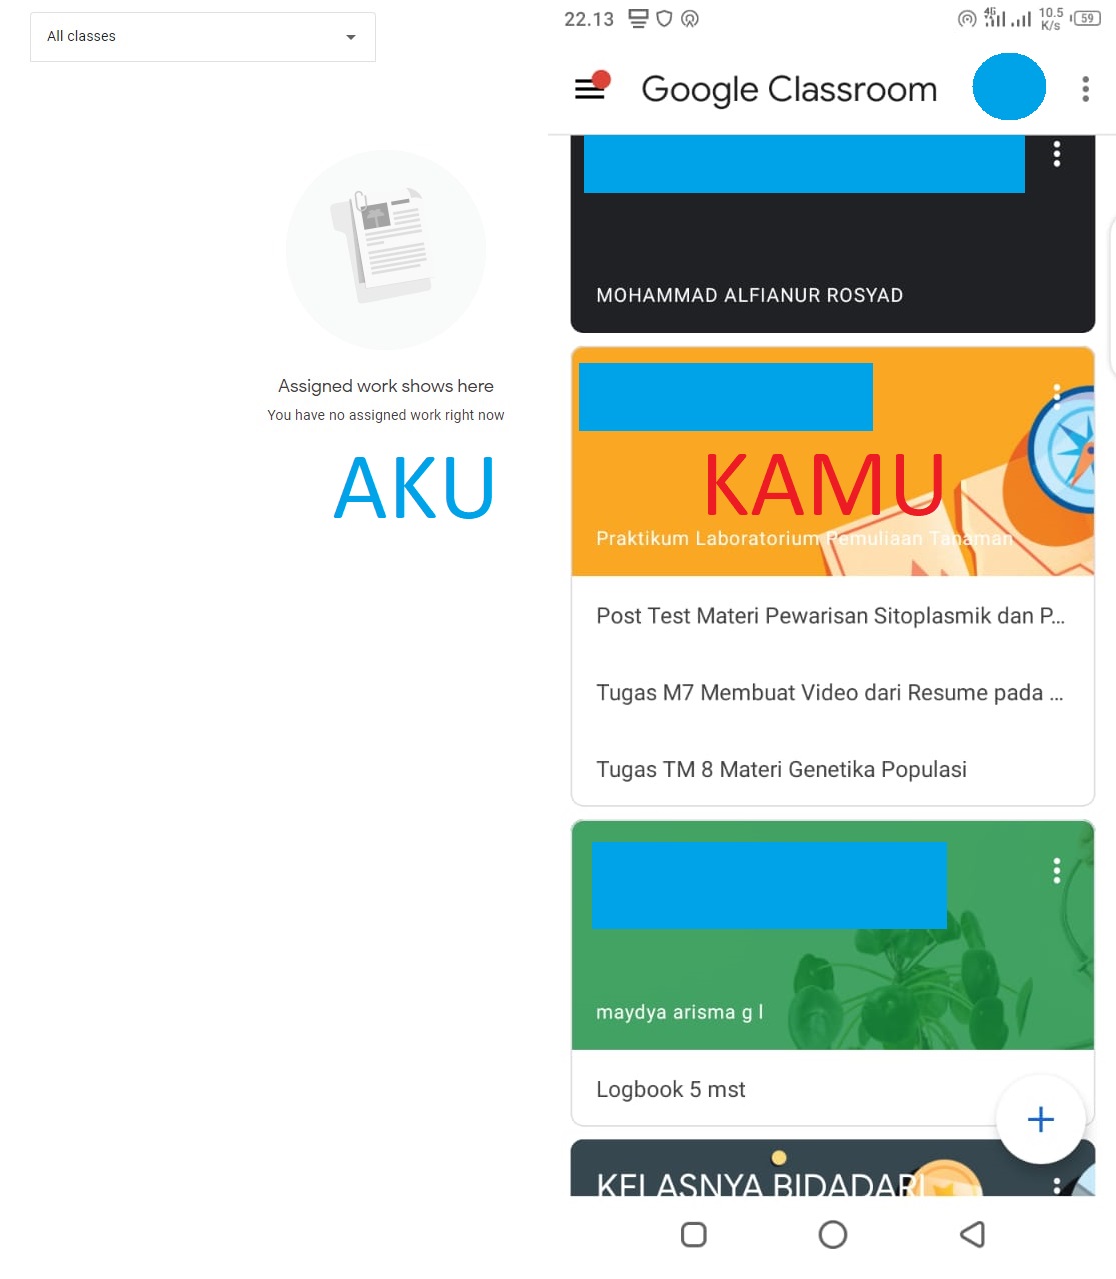 All classes
Assigned work shows here
You have no assigned work right now
AKU
22.13
4G
10.5
K/s
59
Google Classroom
MOHAMMAD ALFIANUR ROSYAD
KAMU
Praktikum Laboratorium Pemuliaan Tanaman
Post Test Materi Pewarisan Sitoplasmik dan P...
Tugas M7 Membuat Video dari Resume pada ...
Tugas TM 8 Materi Genetika Populasi
maydya arisma g l
Logbook 5 mst
KELASNYA BIDADARI